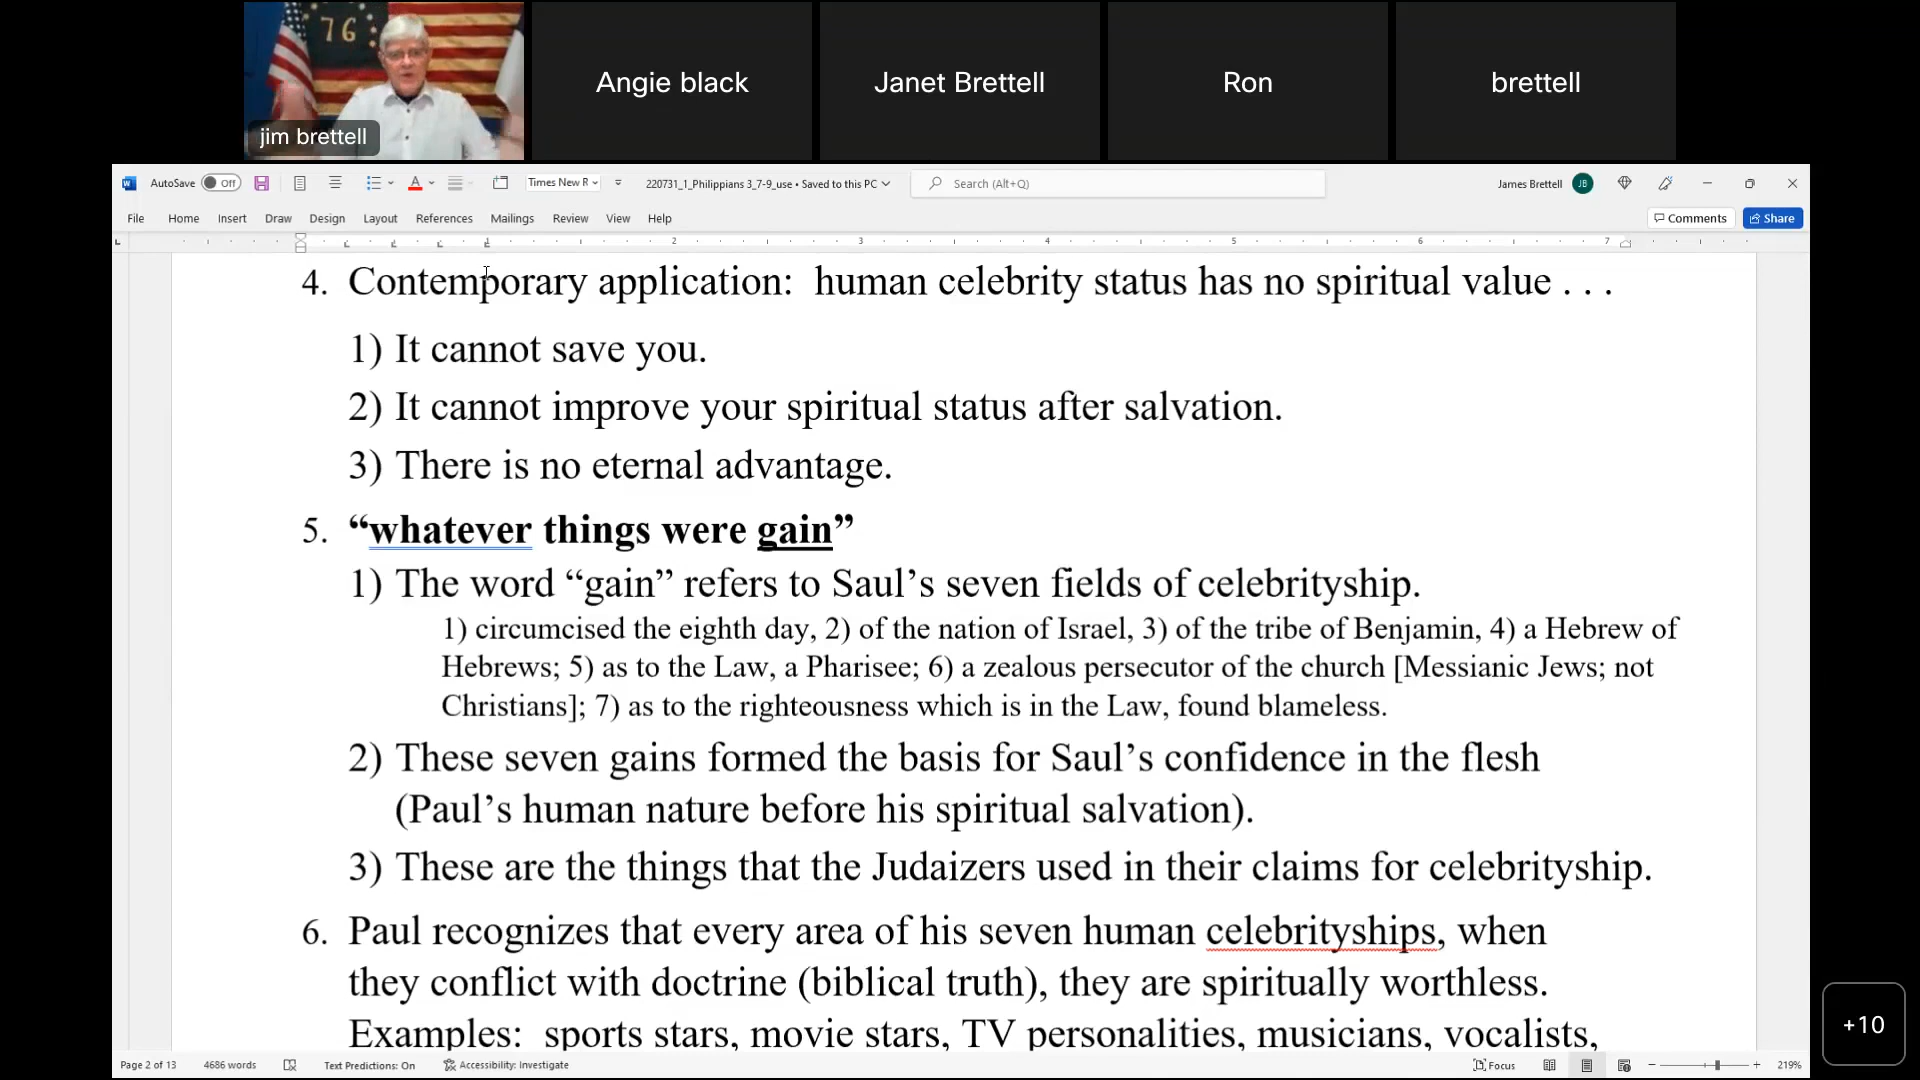 76
jim brettell
Angie black
Janet Brettell
Ron
brettell
AutoSave Off
Times New R
220731_1_Philippians 3_7-9_use • Saved to this PC
Search (Alt+Q)
James Brettell JB
File Home Insert Draw Design Layout References Mailings Review View Help
Comments Share
2 3 4 5 6 7
4. Contemporary application: human celebrity status has no spiritual value . . .
1) It cannot save you.
2) It cannot improve your spiritual status after salvation.
3) There is no eternal advantage.
5. “whatever things were gain”
1) The word “gain” refers to Saul’s seven fields of celebrityship.
1) circumcised the eighth day, 2) of the nation of Israel, 3) of the tribe of Benjamin, 4) a Hebrew of
Hebrews; 5) as to the Law, a Pharisee; 6) a zealous persecutor of the church [Messianic Jews; not
Christians]; 7) as to the righteousness which is in the Law, found blameless.
2) These seven gains formed the basis for Saul’s confidence in the flesh
(Paul’s human nature before his spiritual salvation).
3) These are the things that the Judaizers used in their claims for celebrityship.
6. Paul recognizes that every area of his seven human celebrityships, when
they conflict with doctrine (biblical truth), they are spiritually worthless.
Examples: sports stars, movie stars, TV personalities, musicians, vocalists,
+10
Page 2 of 13 4686 words Text Predictions: On Accessibility: Investigate Focus 219%